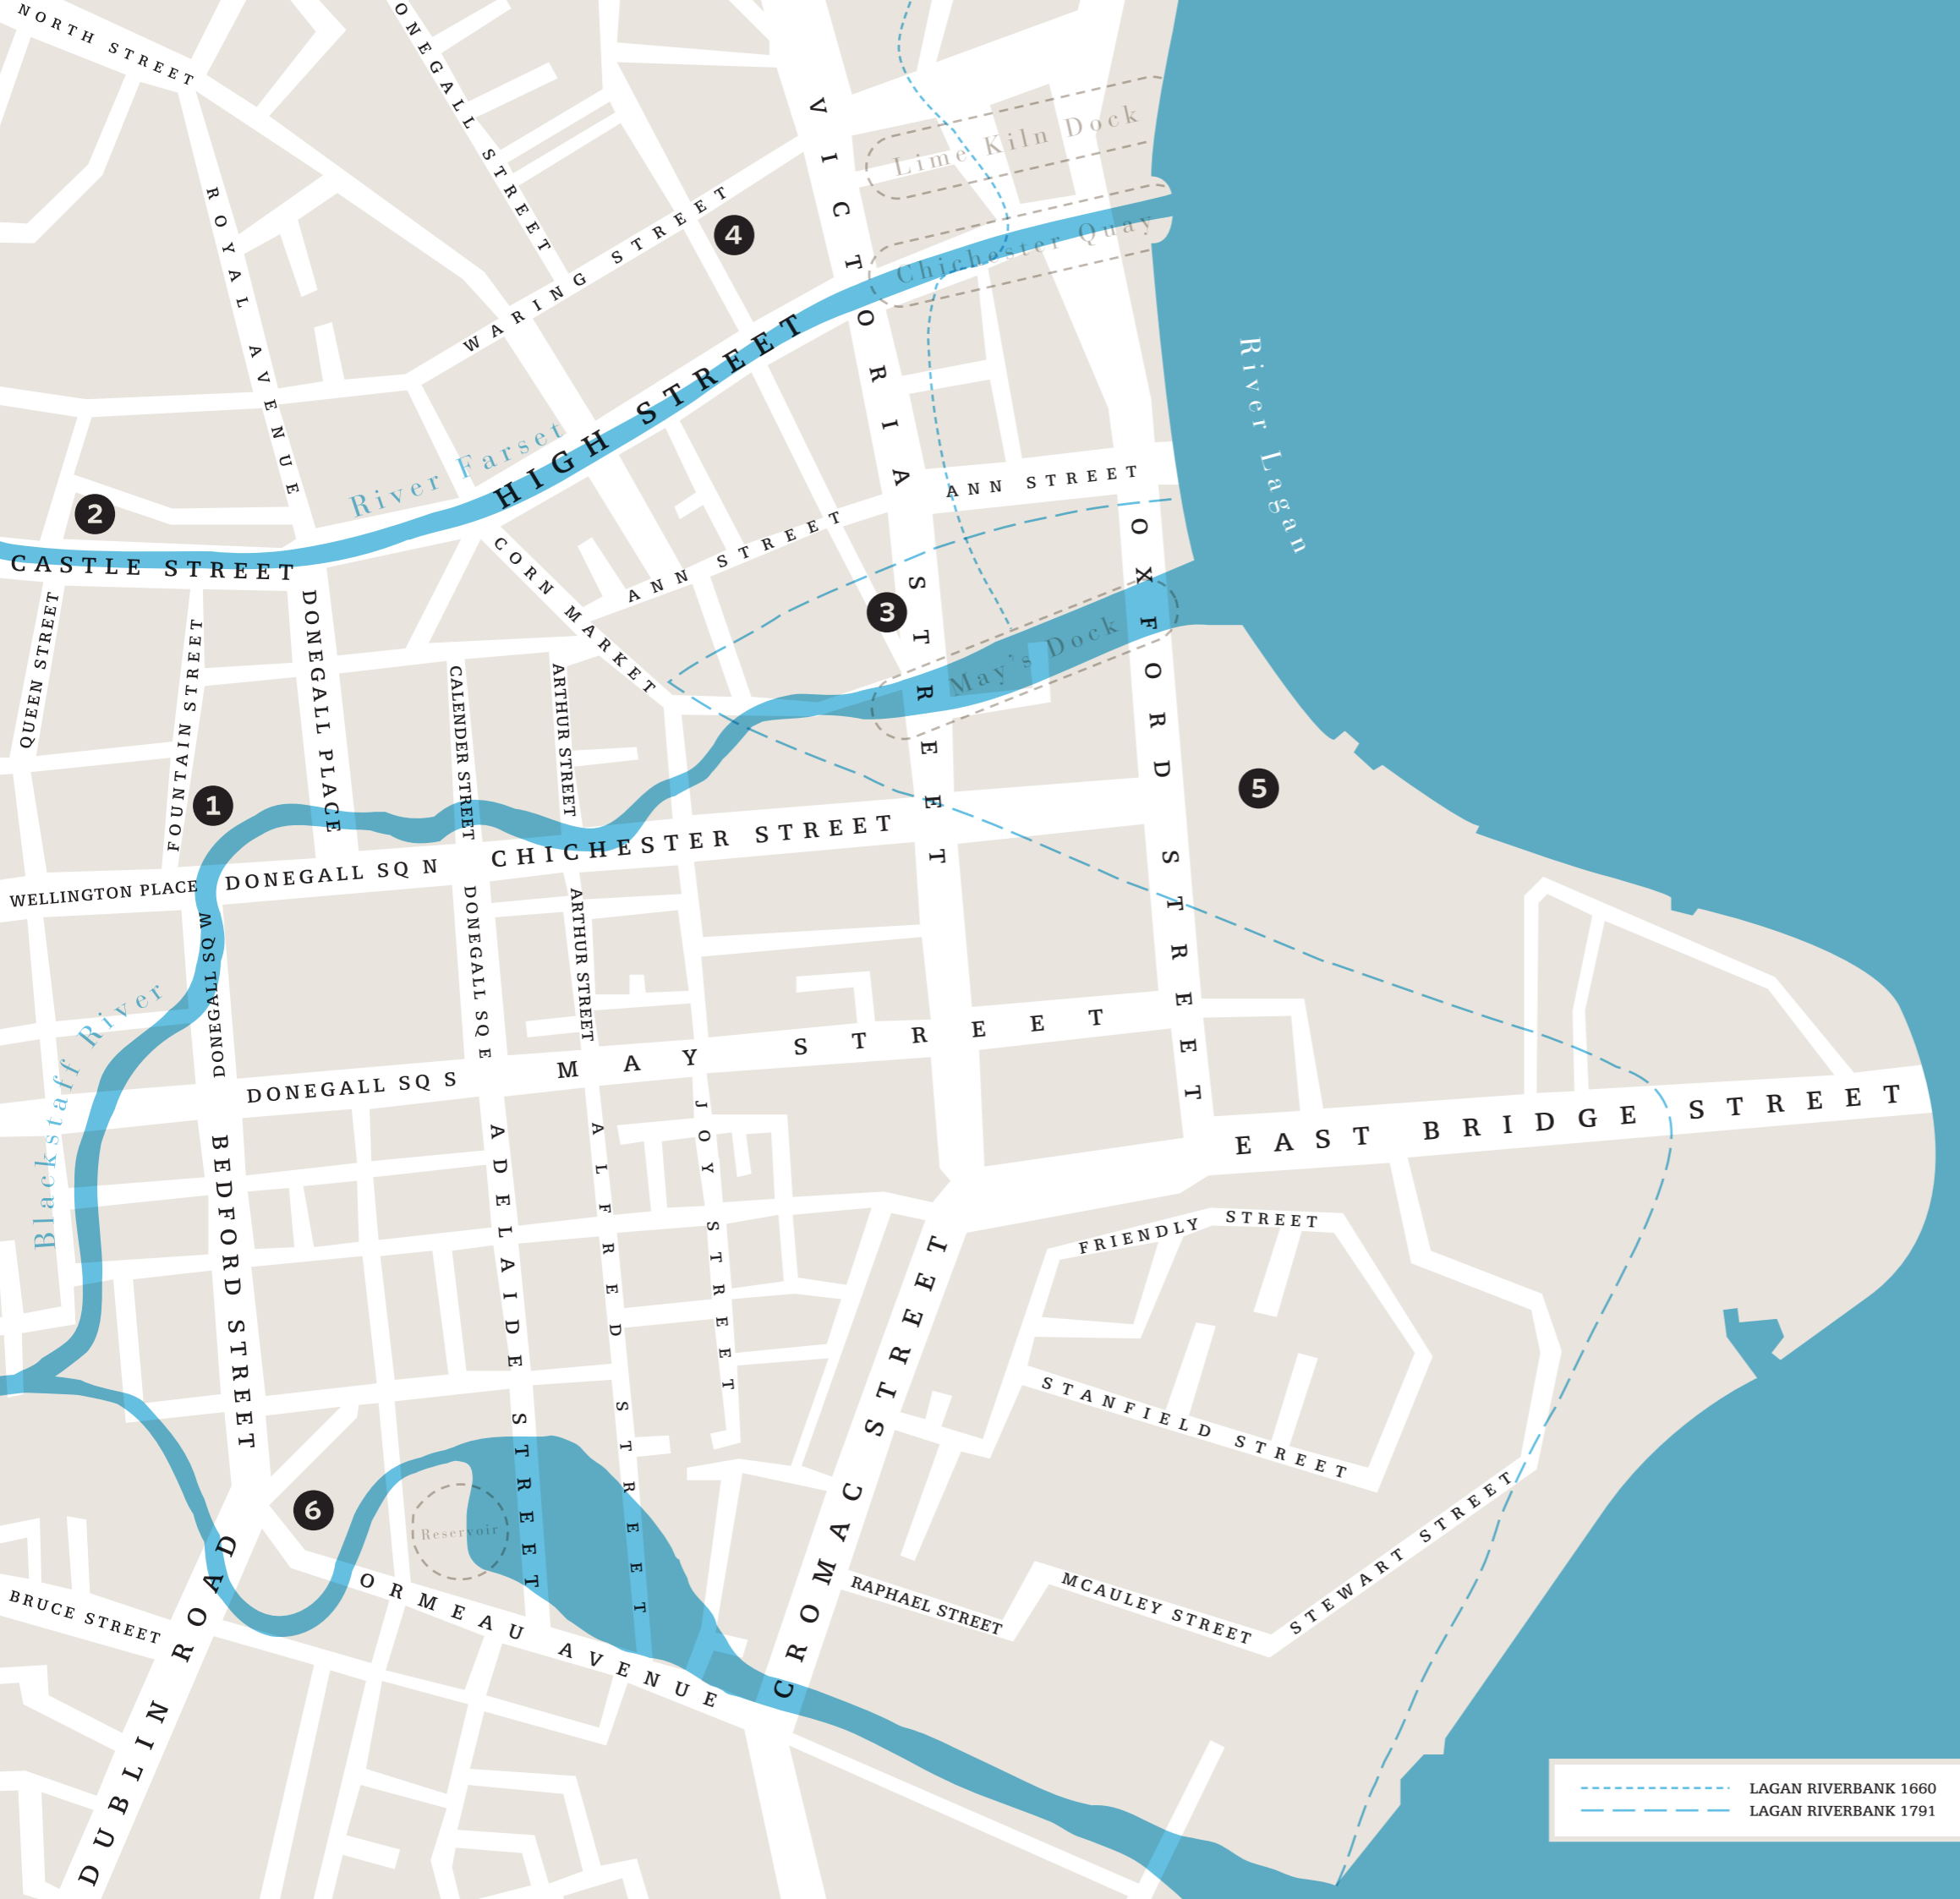 NORTH STREET
ONEGALL STREET
ROYAL AVENUE
WARING STREET
VICTORIA STREET
Lime Kiln Dock
Chichester Quay
4
HIGH STREET
River Farset
River Lagan
2
CASTLE STREET
ANN STREET
ANN STREET
CORN MARKET
OXFORD STREET
3
May's Dock
QUEEN STREET
FOUNTAIN STREET
DONEGALL PLACE
CALENDER STREET
ARTHUR STREET
1
5
CHICHESTER STREET
DONEGALL SQ N
WELLINGTON PLACE
DONEGALL SQ W
DONEGALL SQ E
ARTHUR STREET
Blackstaff River
MAY STREET
DONEGALL SQ S
EAST BRIDGE STREET
BEDFORD STREET
ADELAIDE STREET
ALFRED STREET
JOY STREET
CROMAC STREET
FRIENDLY STREET
STANFIELD STREET
STEWART STREET
MCAULEY STREET
RAPHAEL STREET
6
Reservoir
ORMEAU AVENUE
BRUCE STREET
DUBLIN ROAD
LAGAN RIVERBANK 1660
LAGAN RIVERBANK 1791